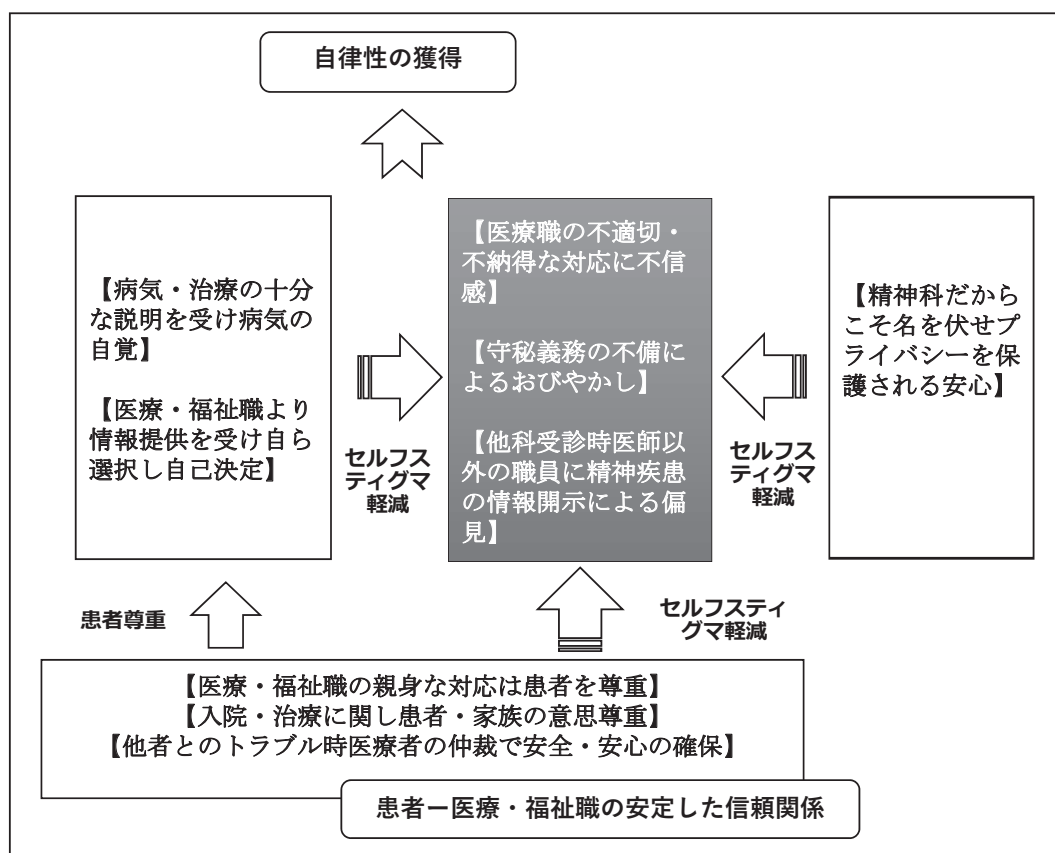 自律性の獲得
【病気・治療の十分
な説明を受け病気の
自覚】
【医療・福祉職より
情報提供を受け自ら
選択し自己決定】
セルフス
ティグマ
軽減
【医療職の不適切・
不納得な対応に不信
感】
【守秘義務の不備に
よるおびやかし】
【他科受診時医師以
外の職員に精神疾患
の情報開示による偏
見】
セルフス
ティグマ
軽減
【精神科だから
こそ名を伏せプ
ライバシーを保
護される安心】
患者尊重
セルフスティ
グマ軽減
【医療・福祉職の親身な対応は患者を尊重】
【入院・治療に関し患者・家族の意思尊重】
【他者とのトラブル時医療者の仲裁で安全・安心の確保】
患者ー医療・福祉職の安定した信頼関係